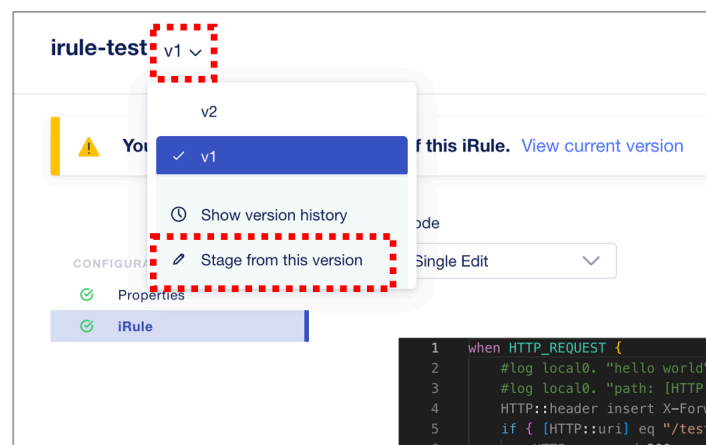 irule-test v1
v2
You
f this iRule. View current version
v1
Show version history
Stage from this version
Single Edit
CONFIGURA
Properties
iRule
1 when HTTP_REQUEST {
2 #log local0. "hello world"
3 #log local0. "path: [HTTP
4 HTTP::header insert X-Forw
5 if { [HTTP::uri] eq "/test